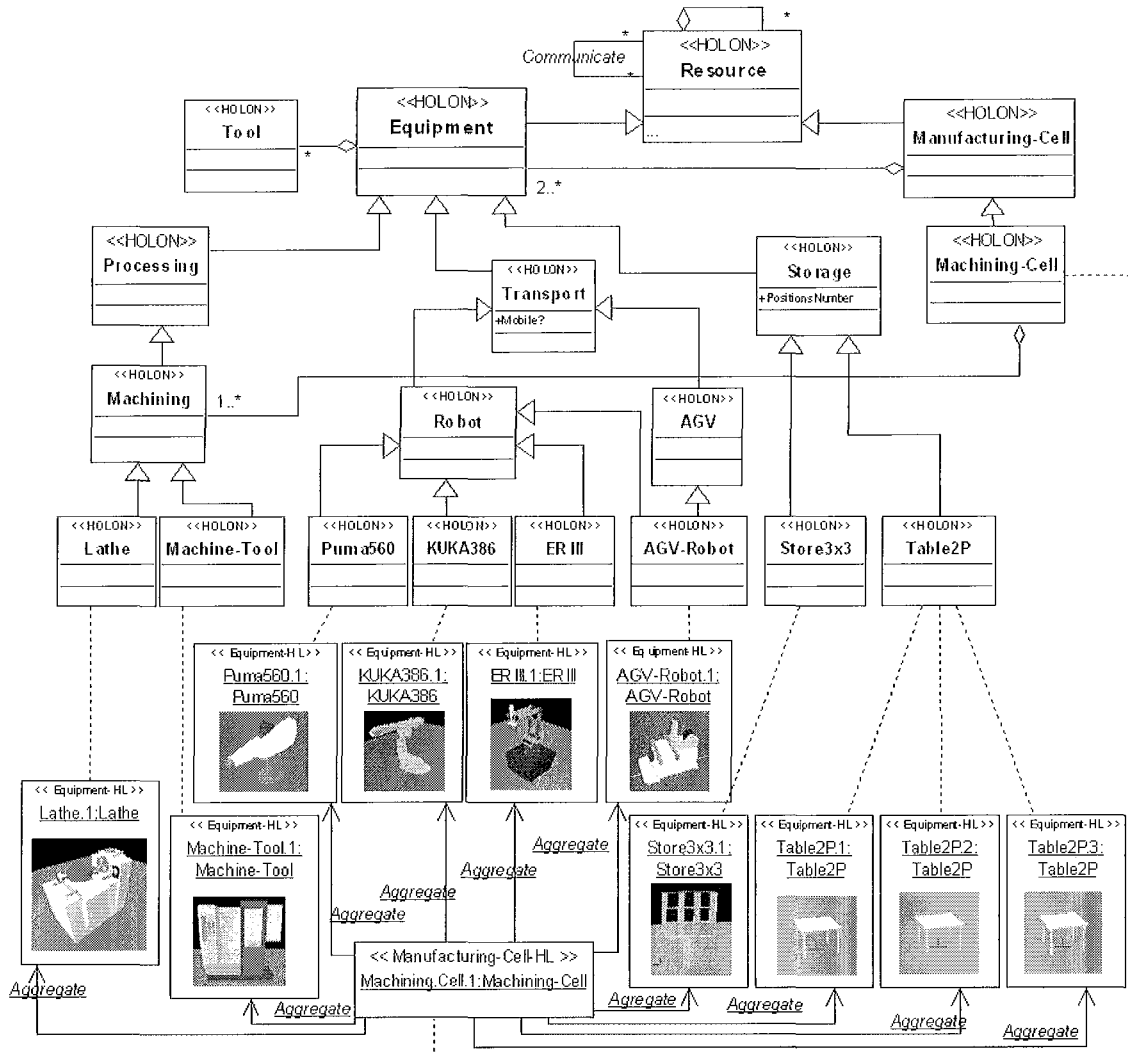 *
<<HOLON>>
Resource
*
Communicate
*
...
<<HOLON>>
Tool
*
<<HOLON>>
Equipment
2..*
<<HOLON>>
Manufacturing-Cell
<<HOLON>>
Processing
<<HOLON>>
Transport
+Mobile?
<<HOLON>>
Storage
+PositionsNumber
<<HOLON>>
Machining-Cell
<<HOLON>>
Machining
1..*
<<HOLON>>
Robot
<<HOLON>>
AGV
<<HOLON>>
Lathe
<<HOLON>>
Machine-Tool
<<HOLON>>
Puma560
<<HOLON>>
KUKA386
<<HOLON>>
ER III
<<HOLON>>
AGV-Robot
<<HOLON>>
Store3x3
<<HOLON>>
Table2P
<< Equipment-HL >>
Puma560.1:
Puma560
<< Equipment-HL >>
KUKA386.1:
KUKA386
<< Equipment-HL >>
ER III.1:ER III
<< Equipment-HL >>
AGV-Robot.1:
AGV-Robot
<< Equipment-HL >>
Lathe.1:Lathe
<< Equipment-HL >>
Machine-Tool.1:
Machine-Tool
<< Equipment-HL >>
Store3x3.1:
Store3x3
<< Equipment-HL >>
Table2P.1:
Table2P
<< Equipment-HL >>
Table2P.2:
Table2P
<< Equipment-HL >>
Table2P.3:
Table2P
Aggregate
Aggregate
Aggregate
Aggregate
<< Manufacturing-Cell-HL >>
Machining.Cell.1:Machining-Cell
Aggregate
Aggregate
Aggregate
Aggregate
Aggregate
Aggregate